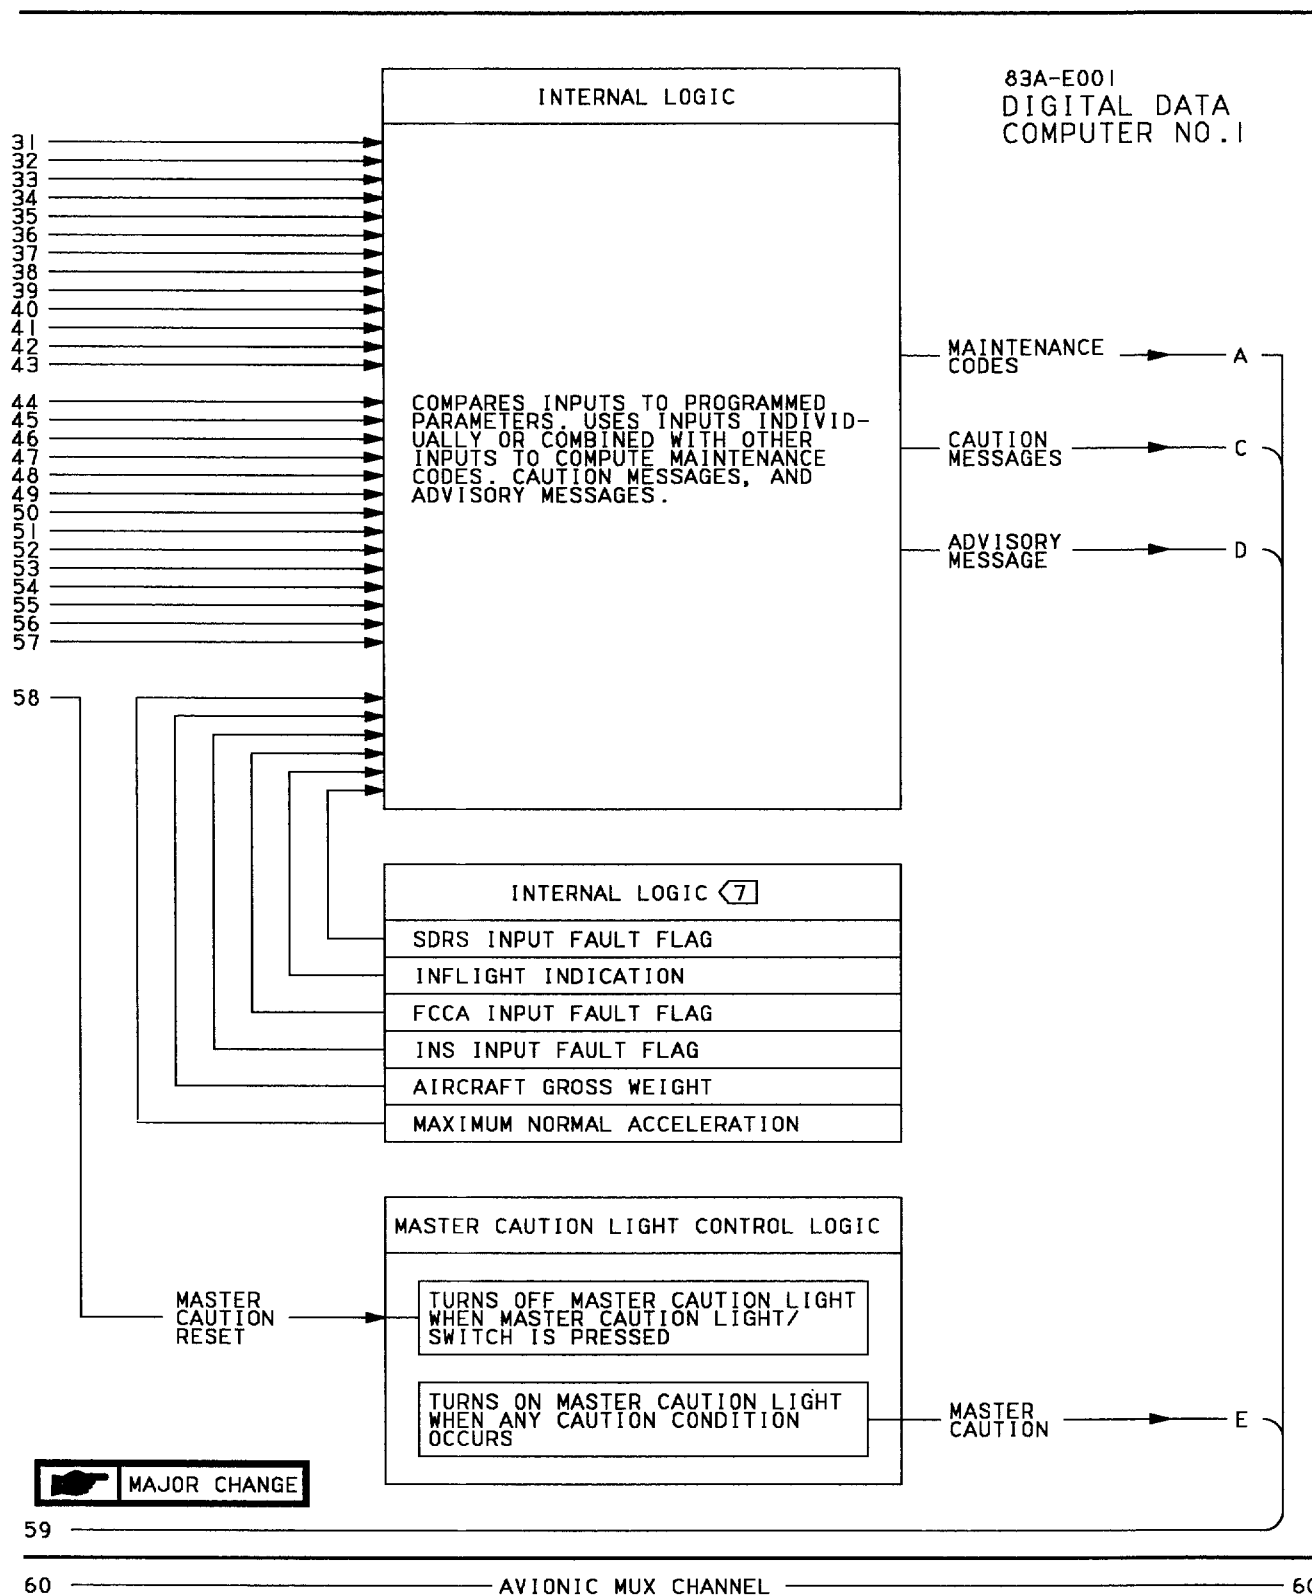 83A-E001
DIGITAL DATA
COMPUTER NO.1
INTERNAL LOGIC
31
32
33
34
35
36
37
38
39
40
41
42
43
44
45
46
47
48
49
50
51
52
53
54
55
56
57
58
COMPARES INPUTS TO PROGRAMMED
PARAMETERS. USES INPUTS INDIVID-
UALLY OR COMBINED WITH OTHER
INPUTS TO COMPUTE MAINTENANCE
CODES. CAUTION MESSAGES, AND
ADVISORY MESSAGES.
MAINTENANCE
CODES
A
CAUTION
MESSAGES
C
ADVISORY
MESSAGE
D
INTERNAL LOGIC 7
SDRS INPUT FAULT FLAG
INFLIGHT INDICATION
FCCA INPUT FAULT FLAG
INS INPUT FAULT FLAG
AIRCRAFT GROSS WEIGHT
MAXIMUM NORMAL ACCELERATION
MASTER CAUTION LIGHT CONTROL LOGIC
MASTER
CAUTION
RESET
TURNS OFF MASTER CAUTION LIGHT
WHEN MASTER CAUTION LIGHT/
SWITCH IS PRESSED
TURNS ON MASTER CAUTION LIGHT
WHEN ANY CAUTION CONDITION
OCCURS
MASTER
CAUTION
E
MAJOR CHANGE
59
60 AVIONIC MUX CHANNEL